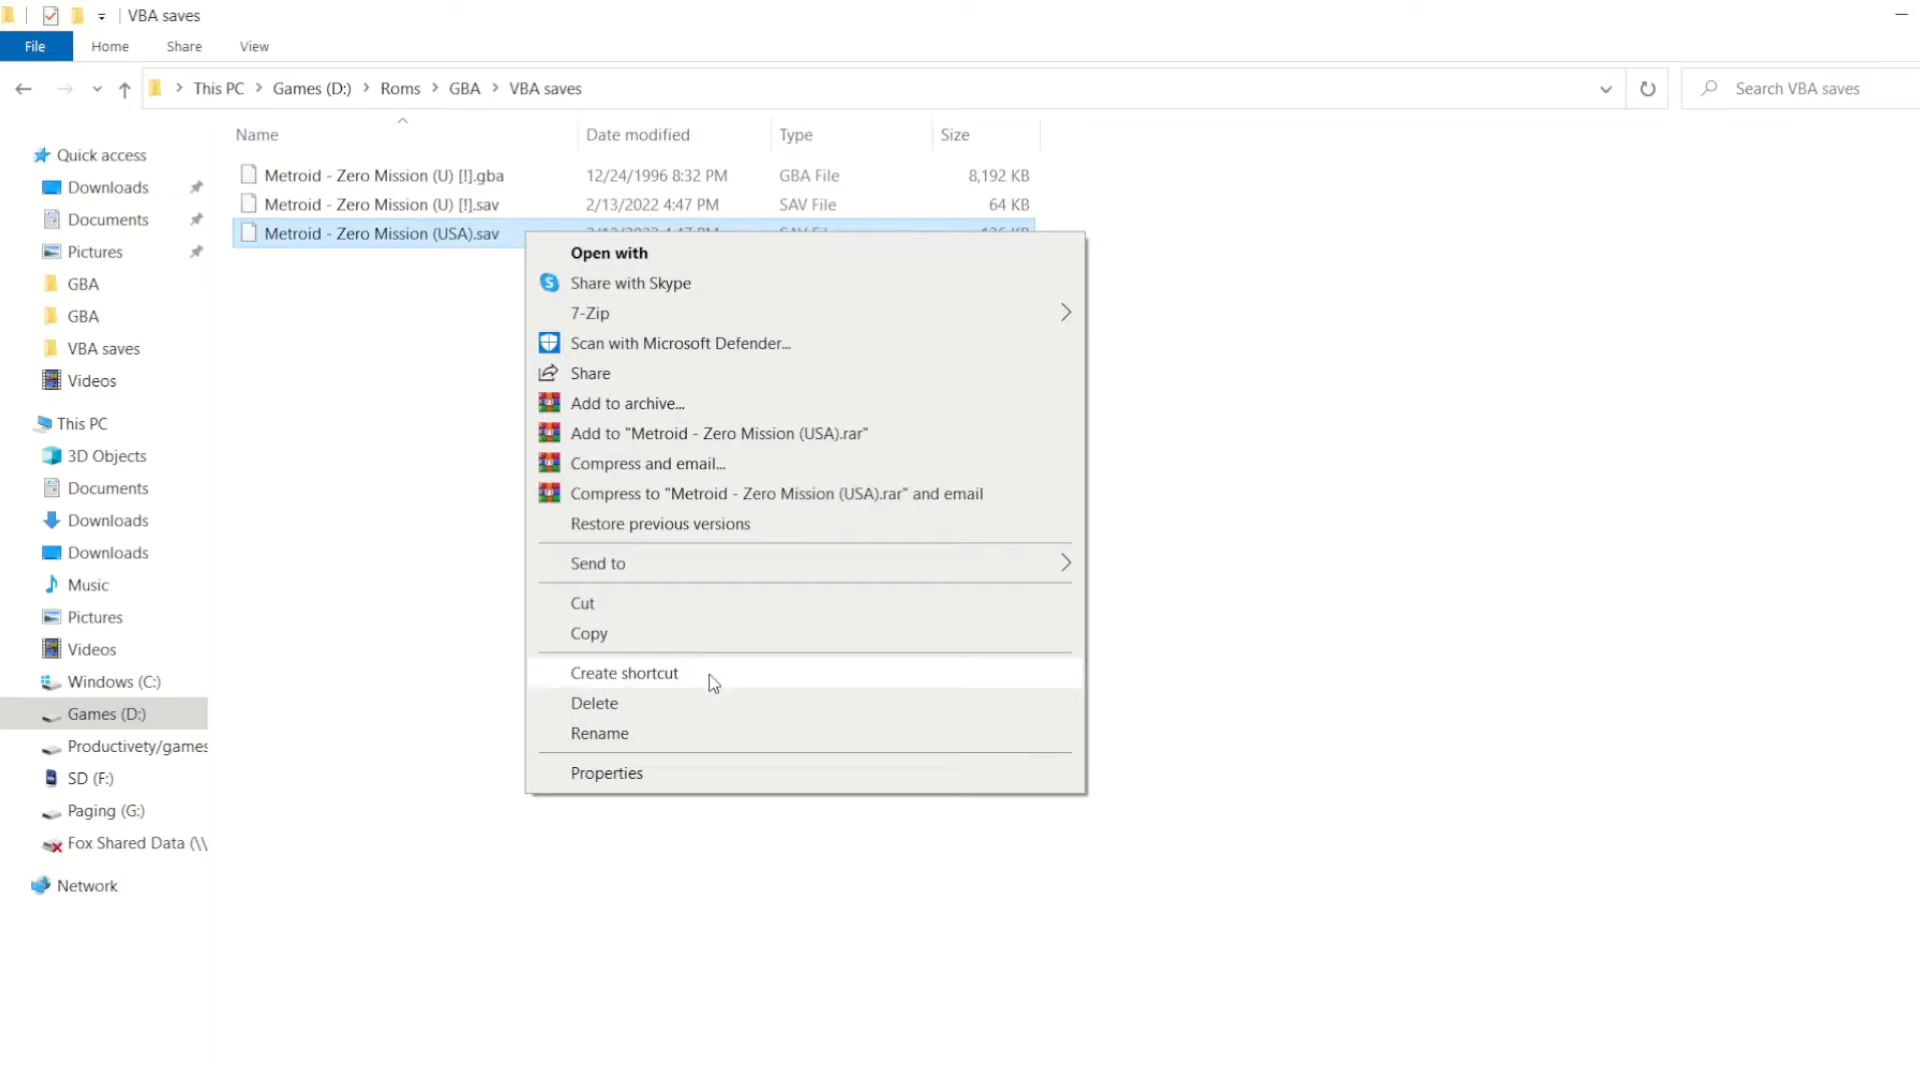 VBA saves
File Home Share View
This PC Games (D:) Roms GBA VBA saves
Search VBA saves
Name Date modified Type Size
Metroid - Zero Mission (U) [!].gba 12/24/1996 8:32 PM GBA File 8,192 KB
Metroid - Zero Mission (U) [!].sav 2/13/2022 4:47 PM SAV File 64 KB
Metroid - Zero Mission (USA).sav
Quick access
Downloads
Documents
Pictures
GBA
GBA
VBA saves
Videos
This PC
3D Objects
Documents
Downloads
Downloads
Music
Pictures
Videos
Windows (C:)
Games (D:)
Productivety/games
SD (F:)
Paging (G:)
Fox Shared Data (\\
Network
Open with
Share with Skype
7-Zip
Scan with Microsoft Defender...
Share
Add to archive...
Add to "Metroid - Zero Mission (USA).rar"
Compress and email...
Compress to "Metroid - Zero Mission (USA).rar" and email
Restore previous versions
Send to
Cut
Copy
Create shortcut
Delete
Rename
Properties